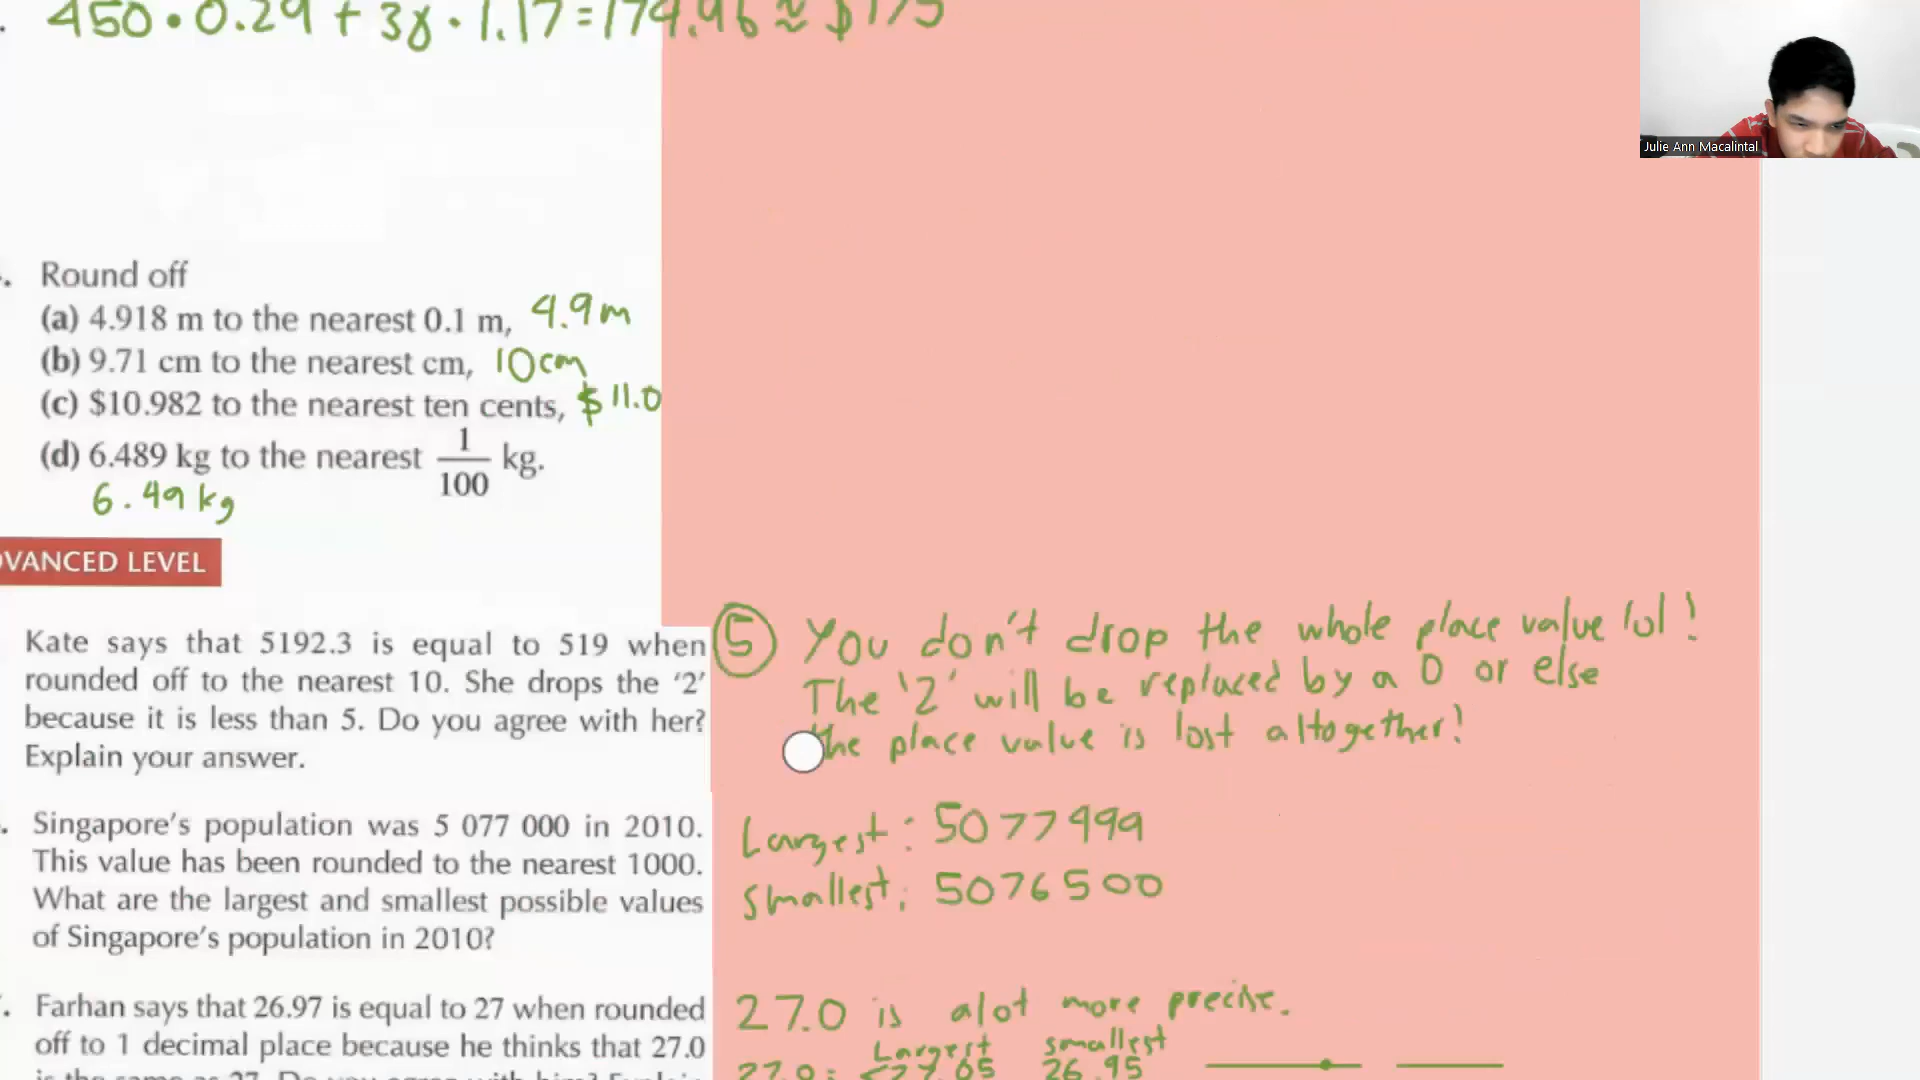 450 • 0.29 + 38 • 1.17 = 174.96 ≈ $175
Julie Ann Macalintal
Round off
(a) 4.918 m to the nearest 0.1 m, 4.9m
(b) 9.71 cm to the nearest cm, 10cm
(c) $10.982 to the nearest ten cents, $11.0
(d) 6.489 kg to the nearest 1/100 kg.
6.49kg
DVANCED LEVEL
Kate says that 5192.3 is equal to 519 when
rounded off to the nearest 10. She drops the ‘2’
because it is less than 5. Do you agree with her?
Explain your answer.
5 You don't drop the whole place value lol!
The '2' will be replaced by a 0 or else
the place value is lost altogether!
. Singapore’s population was 5 077 000 in 2010.
This value has been rounded to the nearest 1000.
What are the largest and smallest possible values
of Singapore’s population in 2010?
Largest: 5077499
Smallest: 5076500
. Farhan says that 26.97 is equal to 27 when rounded
off to 1 decimal place because he thinks that 27.0
27.0 is alot more precise.
Largest smallest
27.0: <27.05 26.95